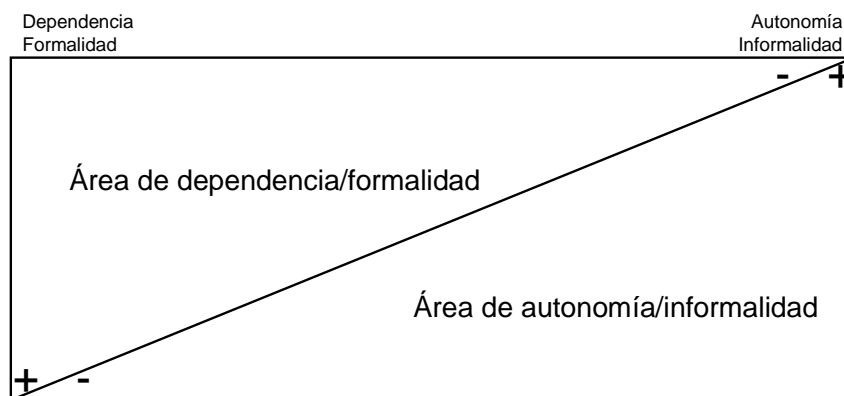 Dependencia
Formalidad
Autonomía
Informalidad
- +
Área de dependencia/formalidad
Área de autonomía/informalidad
+ -